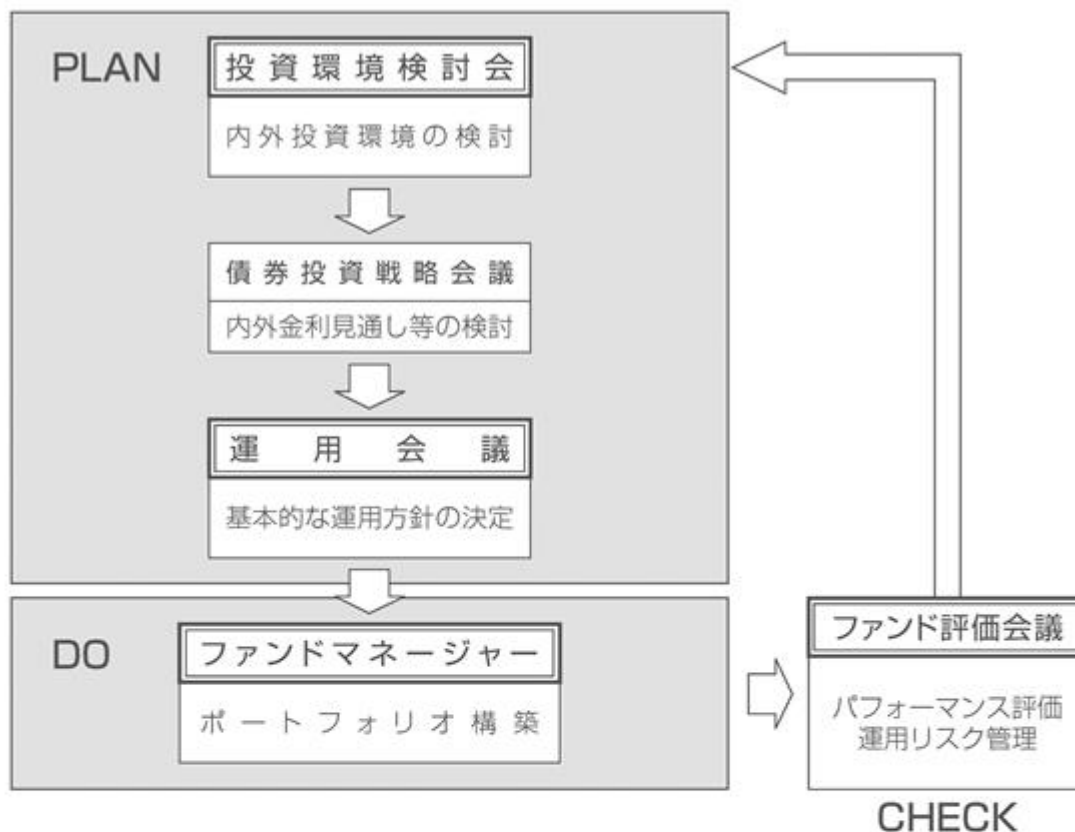 PLAN
投資環境検討会
内外投資環境の検討
債券投資戦略会議
内外金利見通し等の検討
運用会議
基本的な運用方針の決定
DO
ファンドマネージャー
ポートフォリオ構築
ファンド評価会議
パフォーマンス評価
運用リスク管理
CHECK